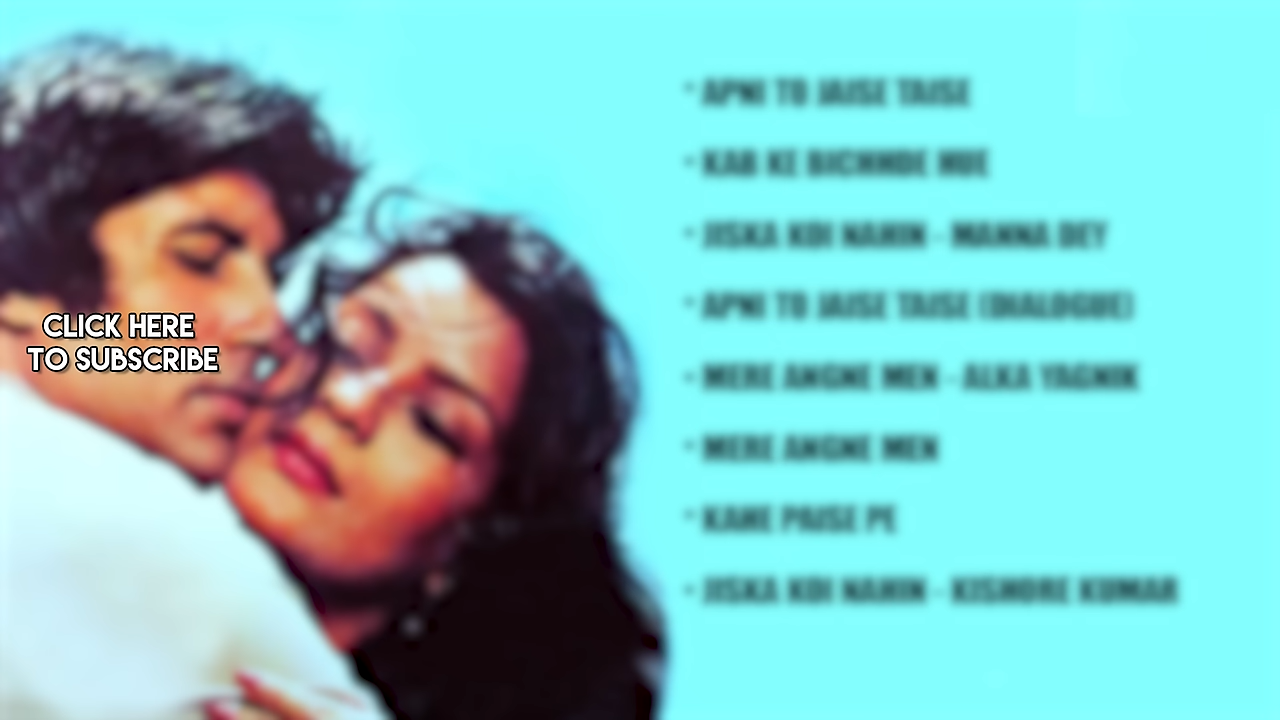 CLICK HERE
TO SUBSCRIBE
- APNI TO JAISE TAISE
- KAB KE BICHHDE HUE
- JISKA KOI NAHIN - MANNA DEY
- APNI TO JAISE TAISE (DIALOGUE)
- MERE ANGNE MEN - ALKA YAGNIK
- MERE ANGNE MEN
- KAHE PAISE PE
- JISKA KOI NAHIN - KISHORE KUMAR